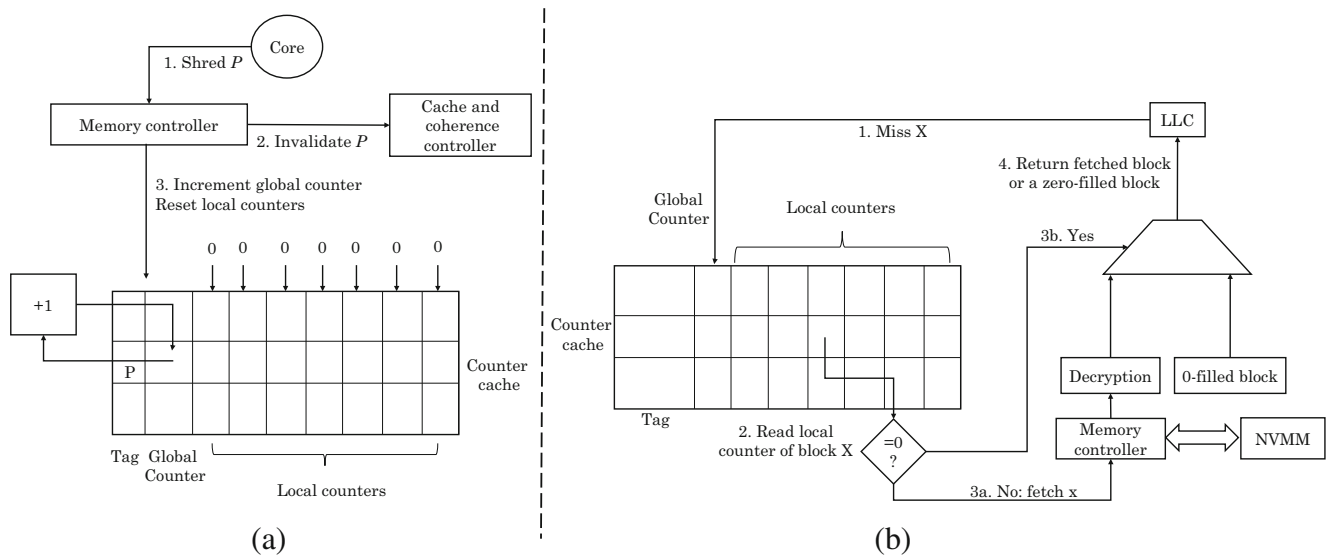 Core
1. Shred P
Memory controller
Cache and
coherence
controller
2. Invalidate P
3. Increment global counter
Reset local counters
0 0 0 0 0 0 0
+1
P
Counter
cache
Tag Global
Counter
Local counters
(a)
LLC
1. Miss X
4. Return fetched block
or a zero-filled block
Global
Counter
Local counters
3b. Yes
Counter
cache
Tag
Decryption
0-filled block
2. Read local
counter of block X
=0
?
Memory
controller
NVMM
3a. No: fetch x
(b)